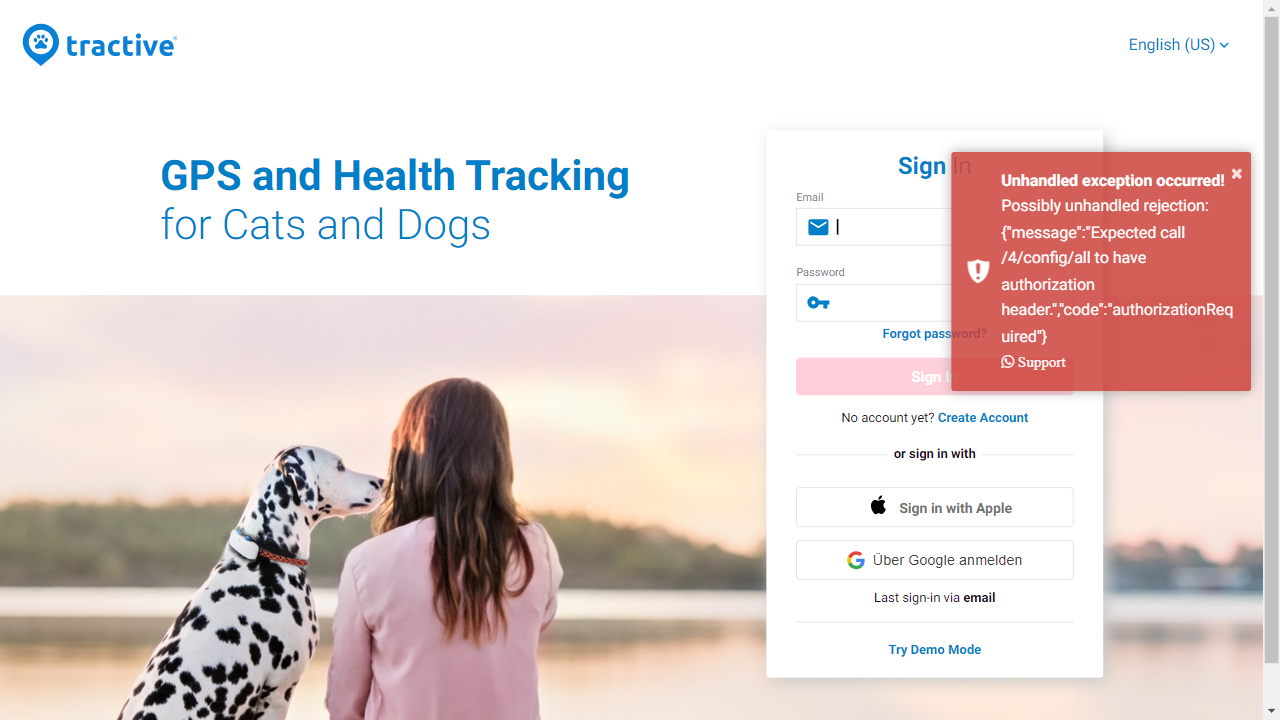 tractive
English (US)
GPS and Health Tracking
for Cats and Dogs
Sign In
Email
Password
Forgot password?
Sign In
No account yet? Create Account
or sign in with
Sign in with Apple
Über Google anmelden
Last sign-in via email
Try Demo Mode
Unhandled exception occurred!
Possibly unhandled rejection:
{"message":"Expected call
/4/config/all to have
authorization
header.","code":"authorizationReq
uired"}
Support